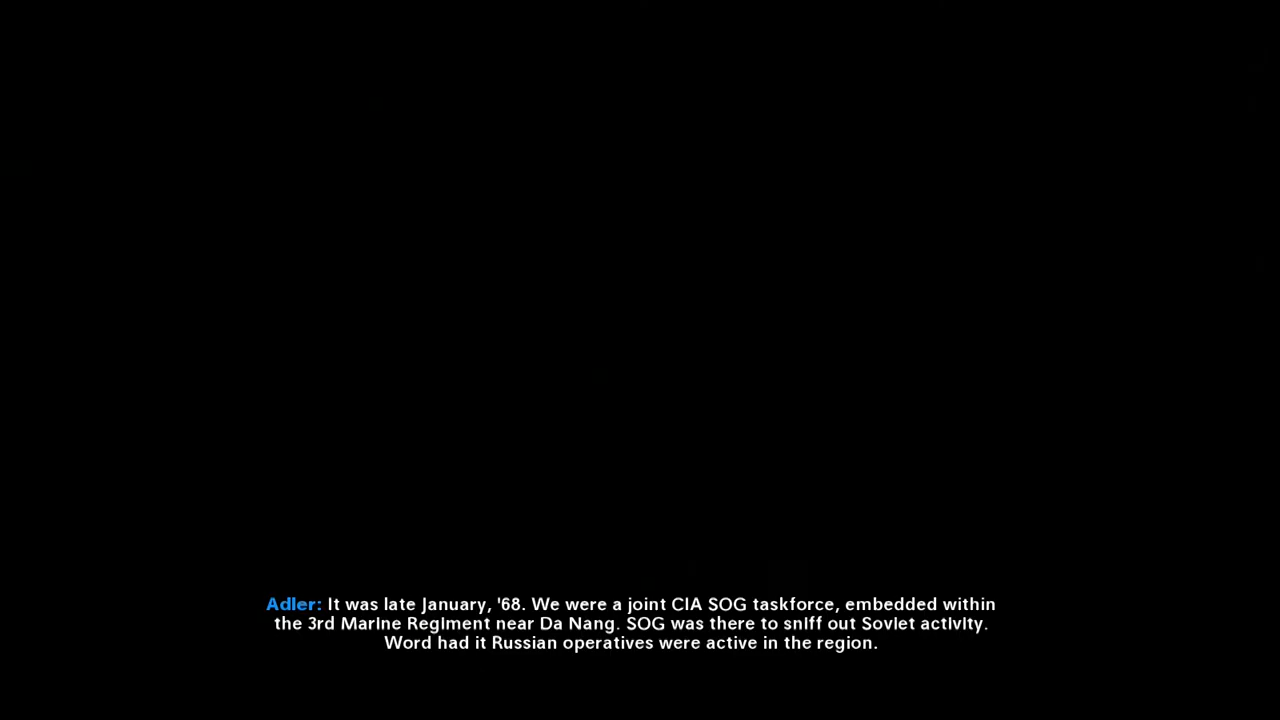 Adler: It was late January, '68. We were a joint CIA SOG taskforce, embedded within
the 3rd Marine Regiment near Da Nang. SOG was there to sniff out Soviet activity.
Word had it Russian operatives were active in the region.